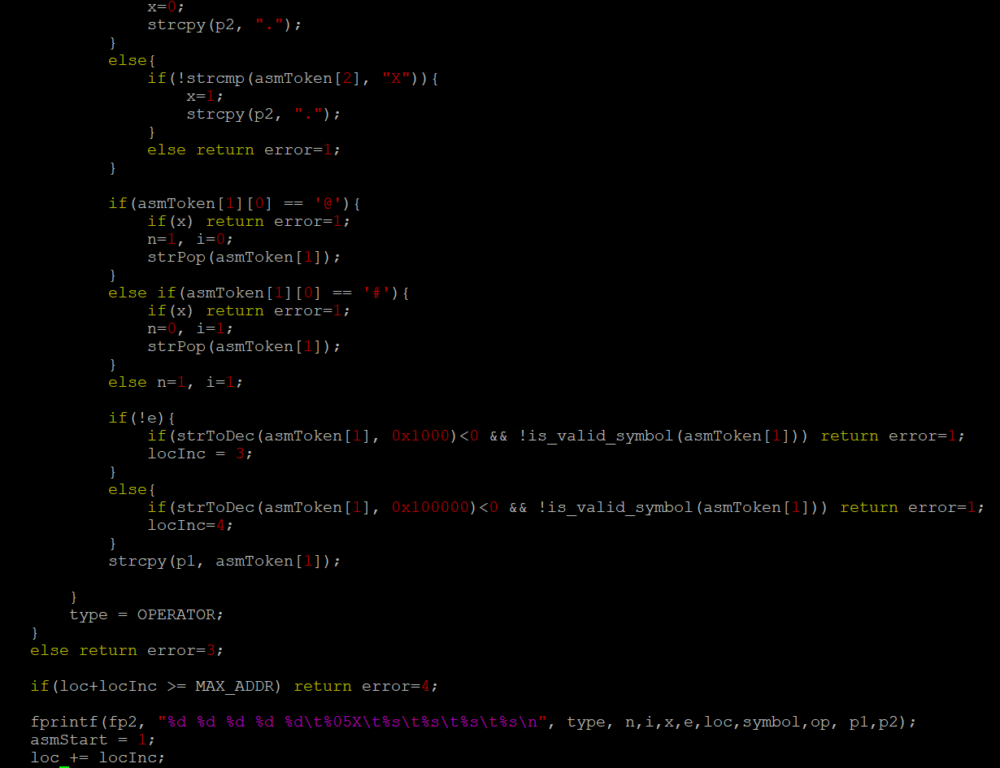 x=0;
            strcpy(p2, ".");
        }
        else{
            if(!strcmp(asmToken[2], "X")){
                x=1;
                strcpy(p2, ".");
            }
            else return error=1;
        }

        if(asmToken[1][0] == '@'){
            if(x) return error=1;
            n=1, i=0;
            strPop(asmToken[1]);
        }
        else if(asmToken[1][0] == '#'){
            if(x) return error=1;
            n=0, i=1;
            strPop(asmToken[1]);
        }
        else n=1, i=1;

        if(!e){
            if(strToDec(asmToken[1], 0x1000)<0 && !is_valid_symbol(asmToken[1])) return error=1;
            locInc = 3;
        }
        else{
            if(strToDec(asmToken[1], 0x100000)<0 && !is_valid_symbol(asmToken[1])) return error=1;
            locInc=4;
        }
        strcpy(p1, asmToken[1]);

    }
    type = OPERATOR;
}
else return error=3;

if(loc+locInc >= MAX_ADDR) return error=4;

fprintf(fp2, "%d %d %d %d %d\t%05X\t%s\t%s\t%s\t%s\n", type, n,i,x,e,loc,symbol,op, p1,p2);
asmStart = 1;
loc += locInc;